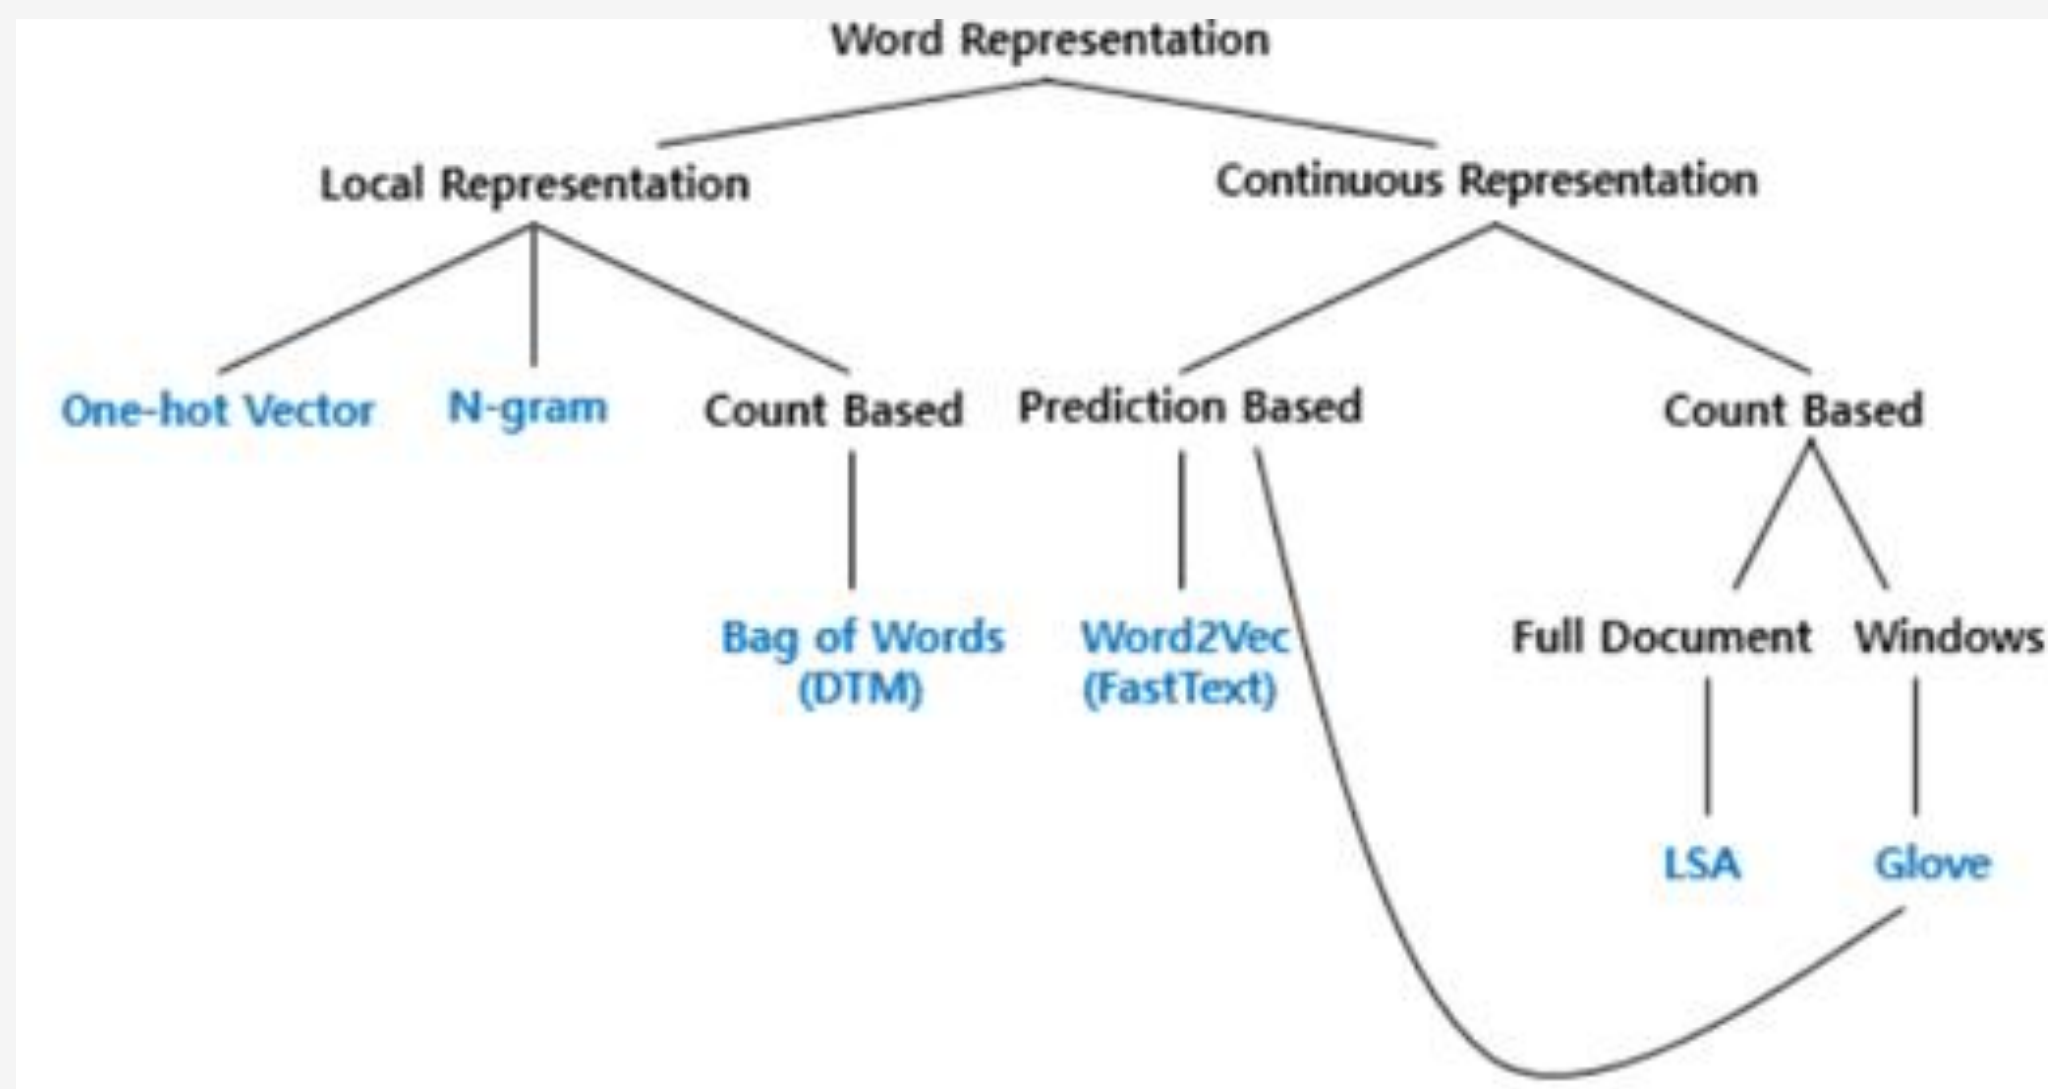 Word Representation
Local Representation
Continuous Representation
One-hot Vector
N-gram
Count Based
Prediction Based
Count Based
Bag of Words
(DTM)
Word2Vec
(FastText)
Full Document
Windows
LSA
Glove